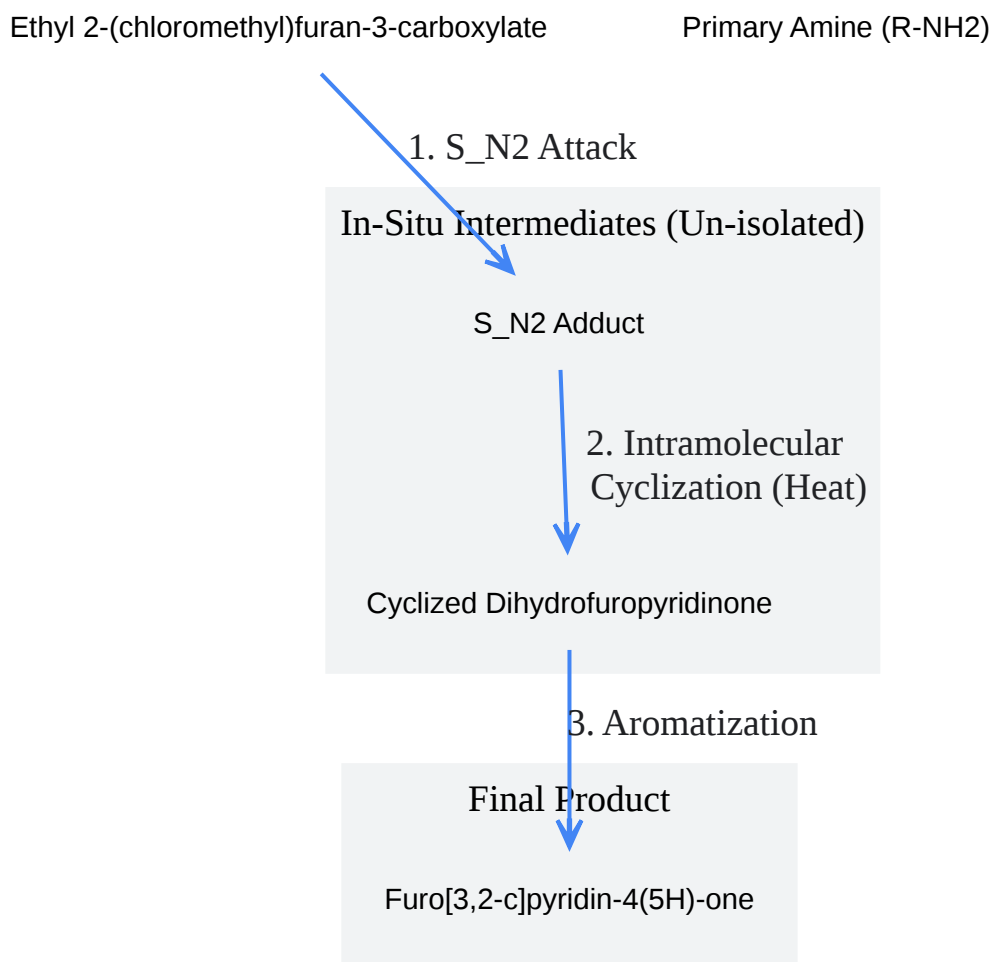 Ethyl 2-(chloromethyl)furan-3-carboxylate
Primary Amine (R-NH2)
1. S_N2 Attack
In-Situ Intermediates (Un-isolated)
S_N2 Adduct
2. Intramolecular
Cyclization (Heat)
Cyclized Dihydrofuropyridinone
3. Aromatization
Final Product
Furo[3,2-c]pyridin-4(5H)-one